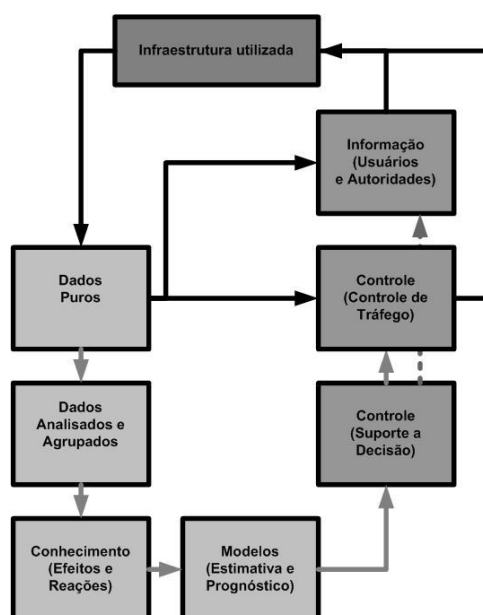 Infraestrutura utilizada
Informação
(Usuários
e Autoridades)
Dados
Puros
Controle
(Controle de
Tráfego)
Dados
Analisados e
Agrupados
Controle
(Suporte a
Decisão)
Conhecimento
(Efeitos e
Reações)
Modelos
(Estimativa e
Prognóstico)